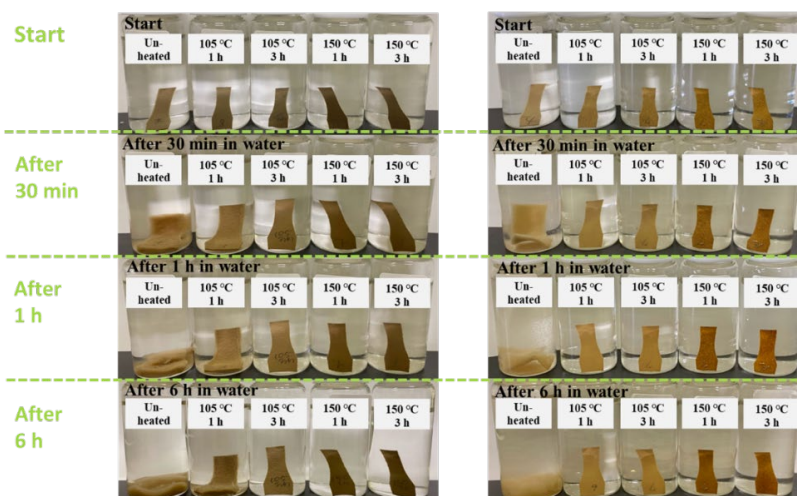 Start
Start
Un-
heated
105 °C
1 h
105 °C
3 h
150 °C
1 h
150 °C
3 h
Start
Un-
heated
105 °C
1 h
105 °C
3 h
150 °C
1 h
150 °C
3 h
After
30 min
After 30 min in water
Un-
heated
105 °C
1 h
105 °C
3 h
150 °C
1 h
150 °C
3 h
After 30 min in water
Un-
heated
105 °C
1 h
105 °C
3 h
150 °C
1 h
150 °C
3 h
After
1 h
After 1 h in water
Un-
heated
105 °C
1 h
105 °C
3 h
150 °C
1 h
150 °C
3 h
After 1 h in water
Un-
heated
105 °C
1 h
105 °C
3 h
150 °C
1 h
150 °C
3 h
After
6 h
After 6 h in water
Un-
heated
105 °C
1 h
105 °C
3 h
150 °C
1 h
150 °C
3 h
After 6 h in water
Un-
heated
105 °C
1 h
105 °C
3 h
150 °C
1 h
150 °C
3 h